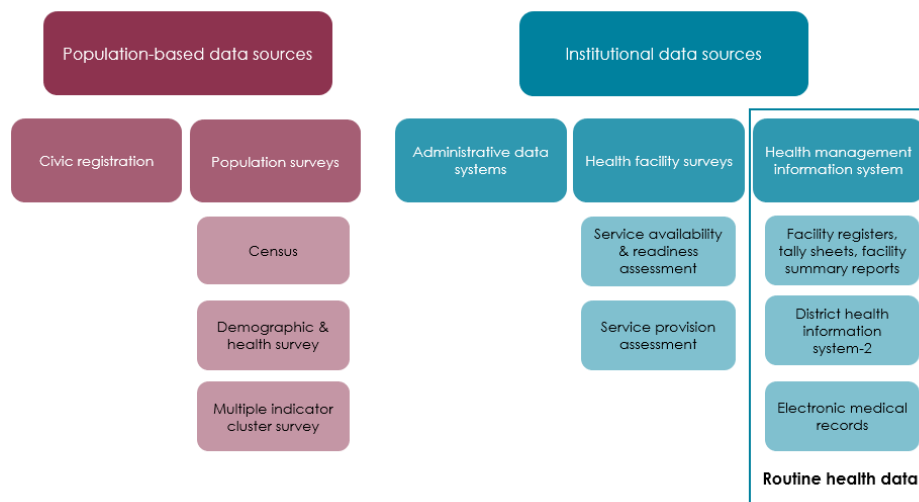 Population-based data sources
Institutional data sources
Civic registration
Population surveys
Administrative data
systems
Health facility surveys
Health management
information system
Census
Demographic &
health survey
Multiple indicator
cluster survey
Service availability
& readiness
assessment
Service provision
assessment
Facility registers,
tally sheets, facility
summary reports
District health
information
system-2
Electronic medical
records
Routine health data